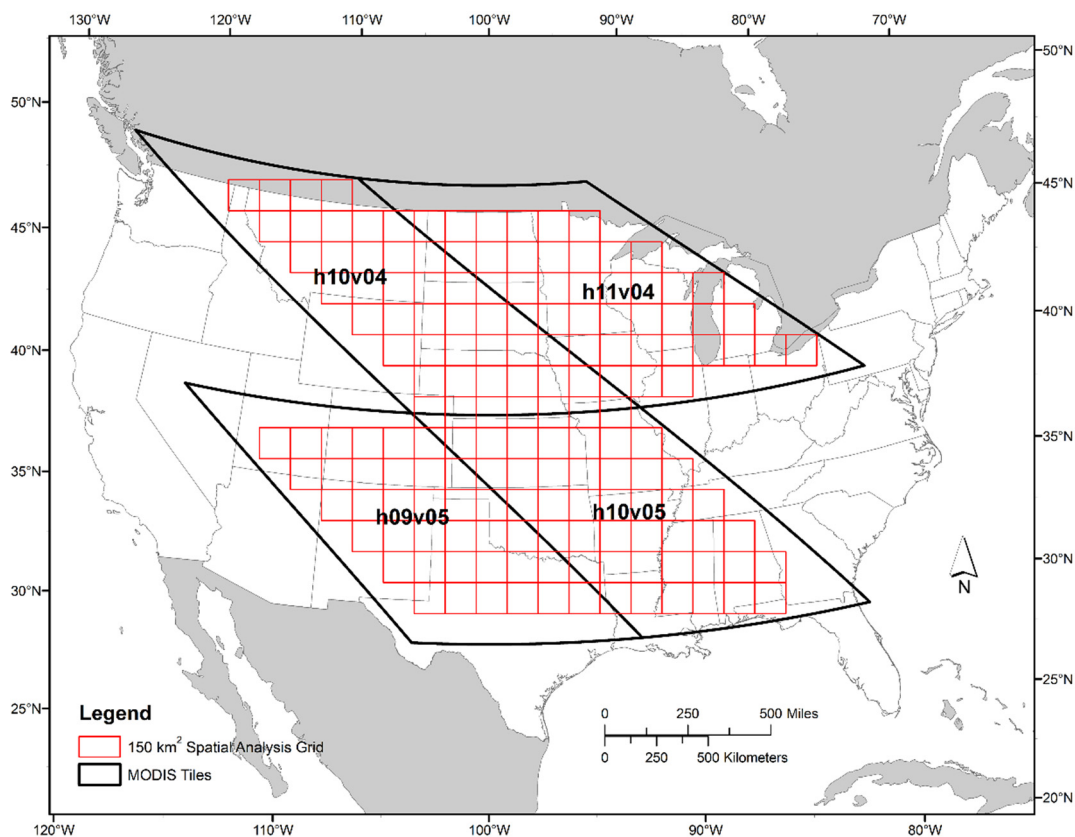 130°W 120°W 110°W 100°W 90°W 80°W 70°W
50°N 50°N
45°N 45°N
h10v04 h11v04
40°N 40°N
35°N 35°N
h09v05 h10v05
30°N 30°N
N
25°N 25°N
Legend
150 km² Spatial Analysis Grid
MODIS Tiles
0 250 500 Miles
0 250 500 Kilometers
20°N
120°W 110°W 100°W 90°W 80°W